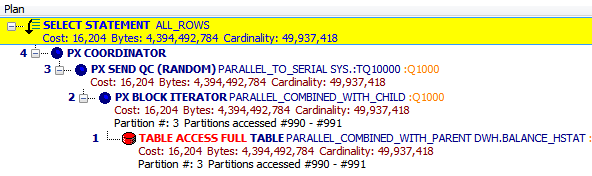 Plan
SELECT STATEMENT ALL_ROWS
Cost: 16,204 Bytes: 4,394,492,784 Cardinality: 49,937,418
4 PX COORDINATOR
3 PX SEND QC (RANDOM) PARALLEL_TO_SERIAL SYS.:TQ10000 :Q1000
Cost: 16,204 Bytes: 4,394,492,784 Cardinality: 49,937,418
2 PX BLOCK ITERATOR PARALLEL_COMBINED_WITH_CHILD :Q1000
Cost: 16,204 Bytes: 4,394,492,784 Cardinality: 49,937,418
Partition #: 3 Partitions accessed #990 - #991
1 TABLE ACCESS FULL TABLE PARALLEL_COMBINED_WITH_PARENT DWH.BALANCE_HSTAT :
Cost: 16,204 Bytes: 4,394,492,784 Cardinality: 49,937,418
Partition #: 3 Partitions accessed #990 - #991